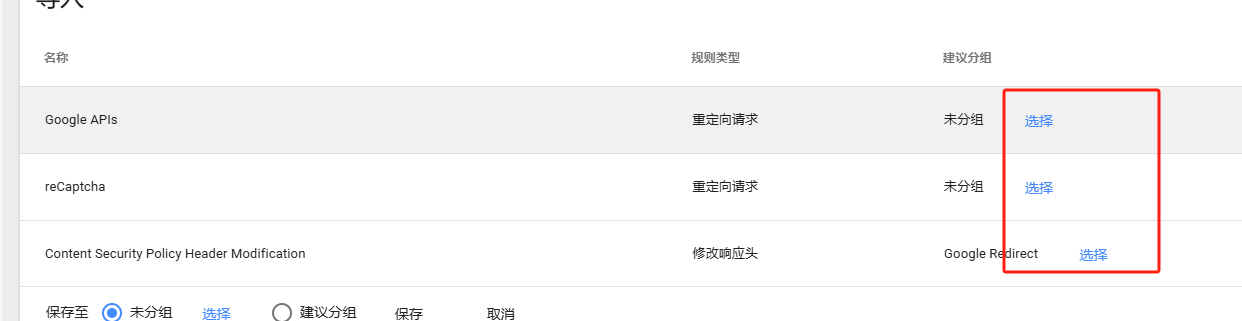 导入
名称 规则类型 建议分组
Google APIs 重定向请求 未分组 选择
reCaptcha 重定向请求 未分组 选择
Content Security Policy Header Modification 修改响应头 Google Redirect 选择
保存至 未分组 选择 建议分组 保存 取消